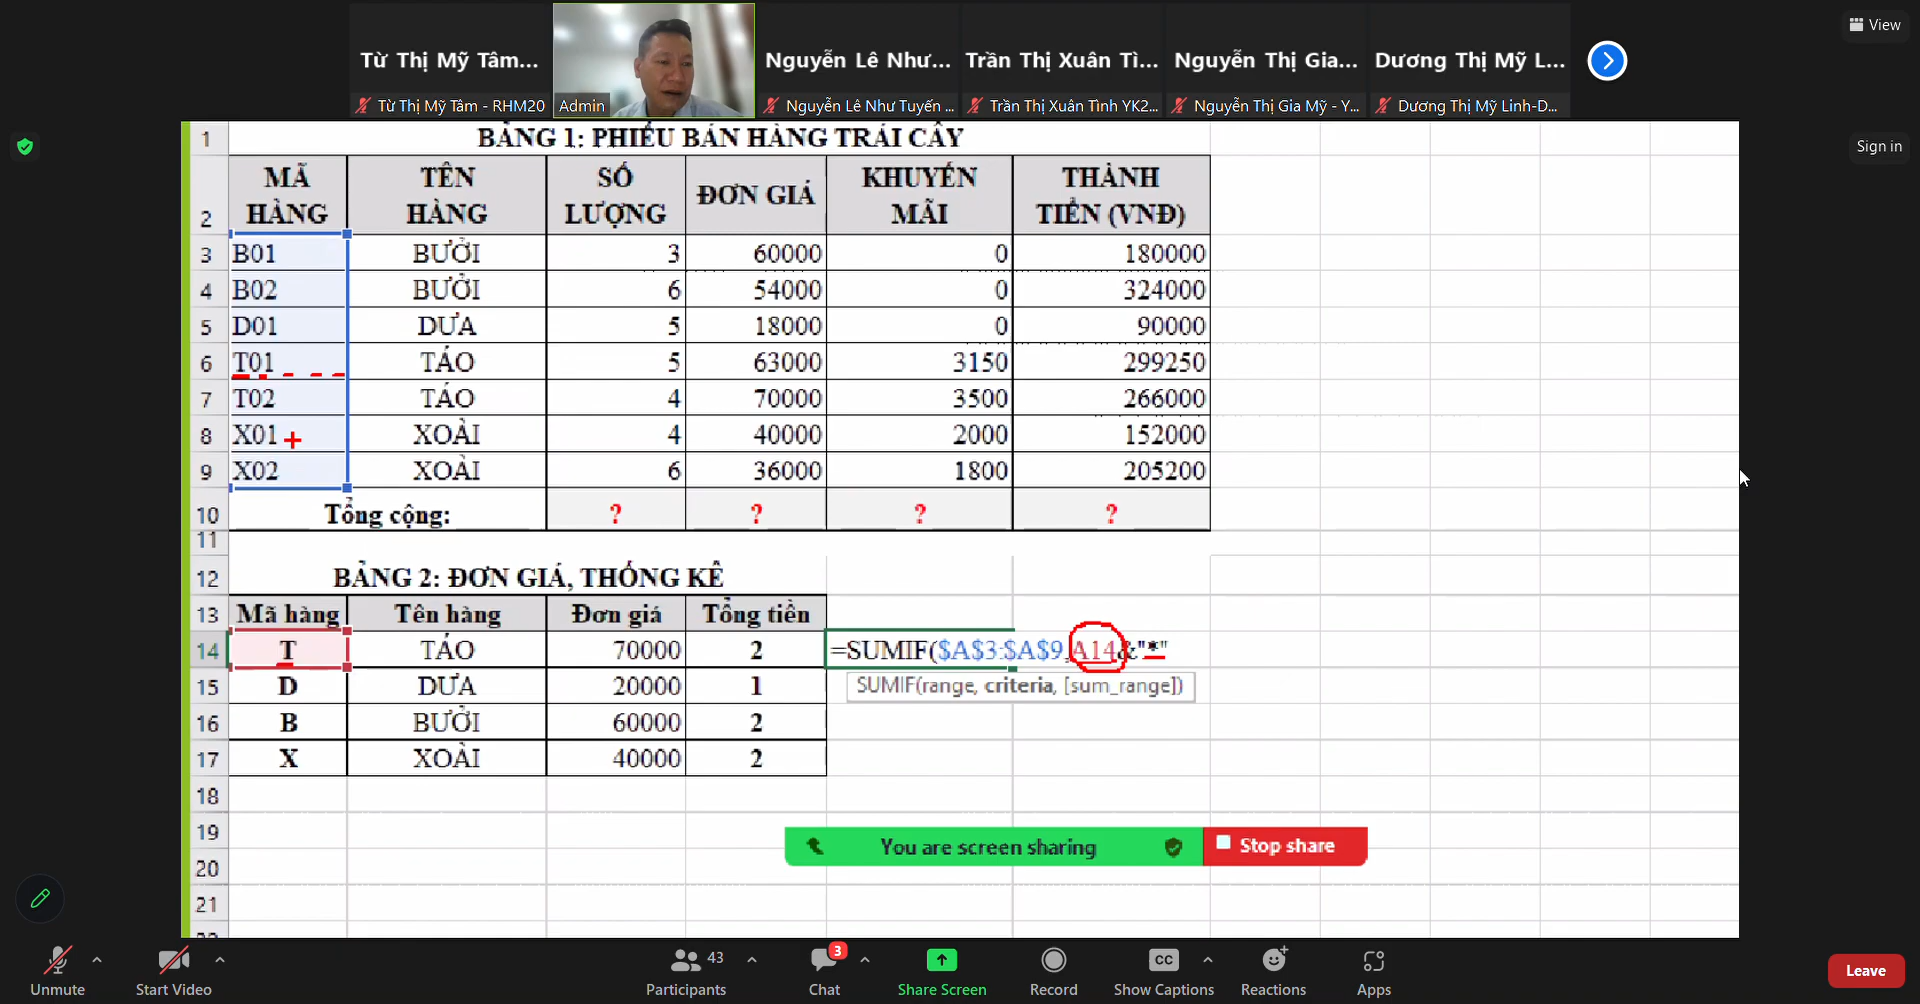 Từ Thị Mỹ Tâm... Nguyễn Lê Như... Trần Thị Xuân Tì... Nguyễn Thị Gia... Dương Thị Mỹ L... View
Từ Thị Mỹ Tâm - RHM20 Admin Nguyễn Lê Như Tuyến ... Trần Thị Xuân Tình YK2... Nguyễn Thị Gia Mỹ - Y... Dương Thị Mỹ Linh-D...
Sign in
1 BẢNG 1: PHIẾU BÁN HÀNG TRÁI CÂY
MÃ TÊN SỐ ĐƠN GIÁ KHUYẾN THÀNH
2 HÀNG HÀNG LƯỢNG MÃI TIỀN (VNĐ)
3 B01 BƯỞI 3 60000 0 180000
4 B02 BƯỞI 6 54000 0 324000
5 D01 DƯA 5 18000 0 90000
6 T01 TÁO 5 63000 3150 299250
7 T02 TÁO 4 70000 3500 266000
8 X01 XOÀI 4 40000 2000 152000
9 X02 XOÀI 6 36000 1800 205200
10 Tổng cộng: ? ? ? ?
11
12 BẢNG 2: ĐƠN GIÁ, THỐNG KÊ
13 Mã hàng Tên hàng Đơn giá Tổng tiền
14 T TÁO 70000 2 =SUMIF($A$3:$A$9,A14&"*"
15 D DƯA 20000 1 SUMIF(range, criteria, [sum_range])
16 B BƯỞI 60000 2
17 X XOÀI 40000 2
18
19 You are screen sharing Stop share
20
21
Unmute Start Video Participants 43 Chat 3 Share Screen Record CC Show Captions Reactions Apps Leave